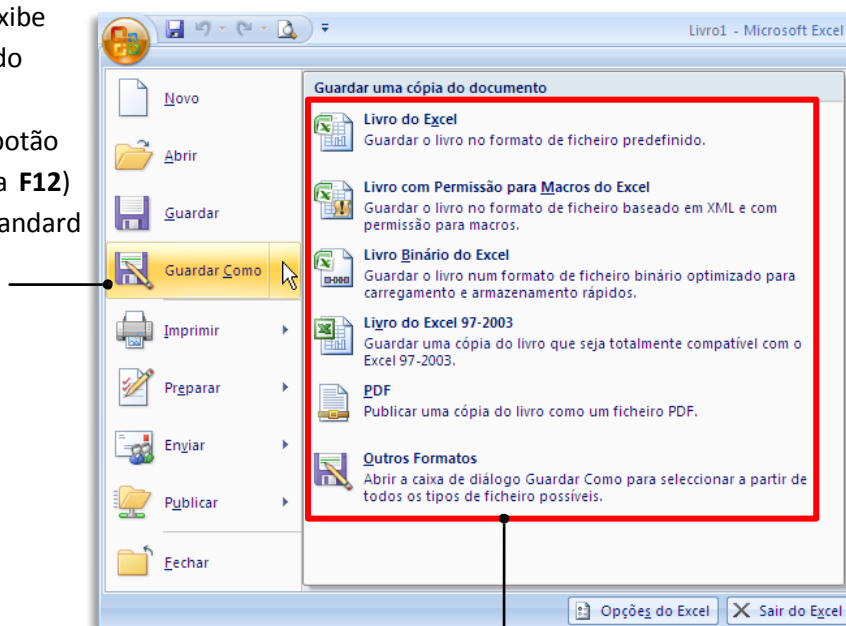 xibe
do
botão
a F12)
tandard
Livro1 - Microsoft Excel
Novo
Abrir
Guardar
Guardar Como
Imprimir
Preparar
Enviar
Publicar
Fechar
Guardar uma cópia do documento
Livro do Excel
Guardar o livro no formato de ficheiro predefinido.
Livro com Permissão para Macros do Excel
Guardar o livro no formato de ficheiro baseado em XML e com
permissão para macros.
Livro Binário do Excel
Guardar o livro num formato de ficheiro binário optimizado para
carregamento e armazenamento rápidos.
Livro do Excel 97-2003
Guardar uma cópia do livro que seja totalmente compatível com o
Excel 97-2003.
PDF
Publicar uma cópia do livro como um ficheiro PDF.
Outros Formatos
Abrir a caixa de diálogo Guardar Como para seleccionar a partir de
todos os tipos de ficheiro possíveis.
Opções do Excel
Sair do Excel